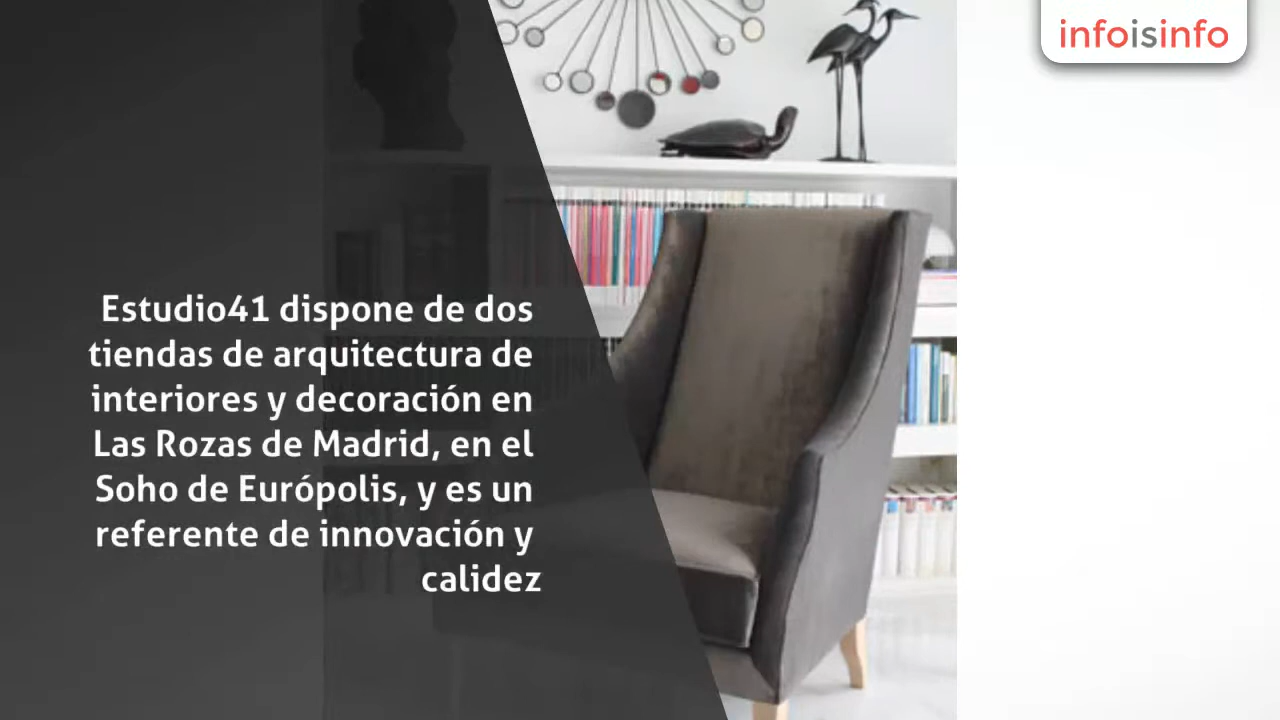 infoisinfo
Estudio41 dispone de dos
tiendas de arquitectura de
interiores y decoración en
Las Rozas de Madrid, en el
Soho de Európolis, y es un
referente de innovación y
calidez